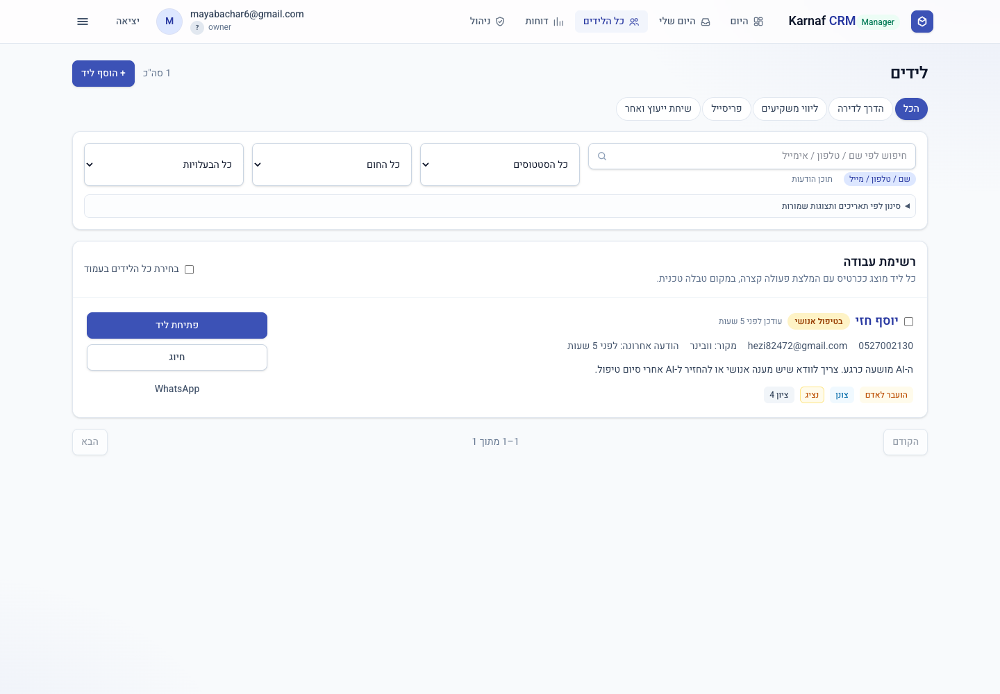 Karnaf CRM Manager
היום
היום שלי
כל הלידים
דוחות
ניהול
mayabachar6@gmail.com
owner ?
M
יציאה
לידים
1 סה"כ
+ הוסף ליד
הכל
הדרך לדירה
ליווי משקיעים
פריסייל
שיחת ייעוץ ואחר
חיפוש לפי שם / טלפון / אימייל
כל הסטטוסים
כל החום
כל הבעלויות
שם / טלפון / מייל
תוכן הודעות
סינון לפי תאריכים ותצוגות שמורות
רשימת עבודה
כל ליד מוצג ככרטיס עם המלצת פעולה קצרה, במקום טבלה טכנית.
בחירת כל הלידים בעמוד
יוסף חזי בטיפול אנושי עודכן לפני 5 שעות
0527002130 hezi82472@gmail.com מקור: וובינר הודעה אחרונה: לפני 5 שעות
ה-AI מושעה כרגע. צריך לוודא שיש מענה אנושי או להחזיר ל-AI אחרי סיום טיפול.
הועבר לאדם צונן נציג ציון 4
פתיחת ליד
חיוג
WhatsApp
הקודם
1–1 מתוך 1
הבא